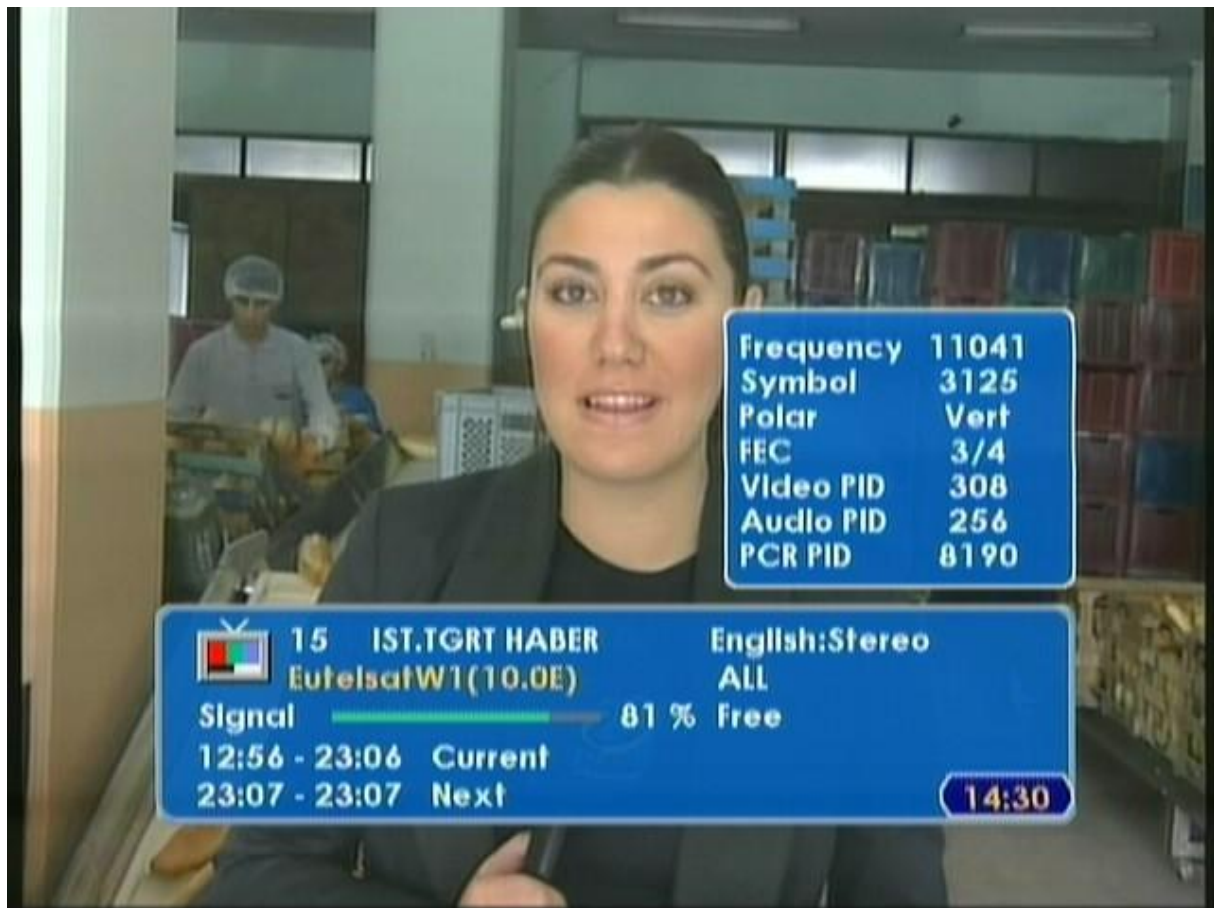 Frequency 11041
Symbol 3125
Polar Vert
FEC 3/4
Video PID 308
Audio PID 256
PCR PID 8190
15 IST.TGRT HABER English:Stereo
EutelsatW1(10.0E) ALL
Signal 81 % Free
12:56 - 23:06 Current
23:07 - 23:07 Next
14:30